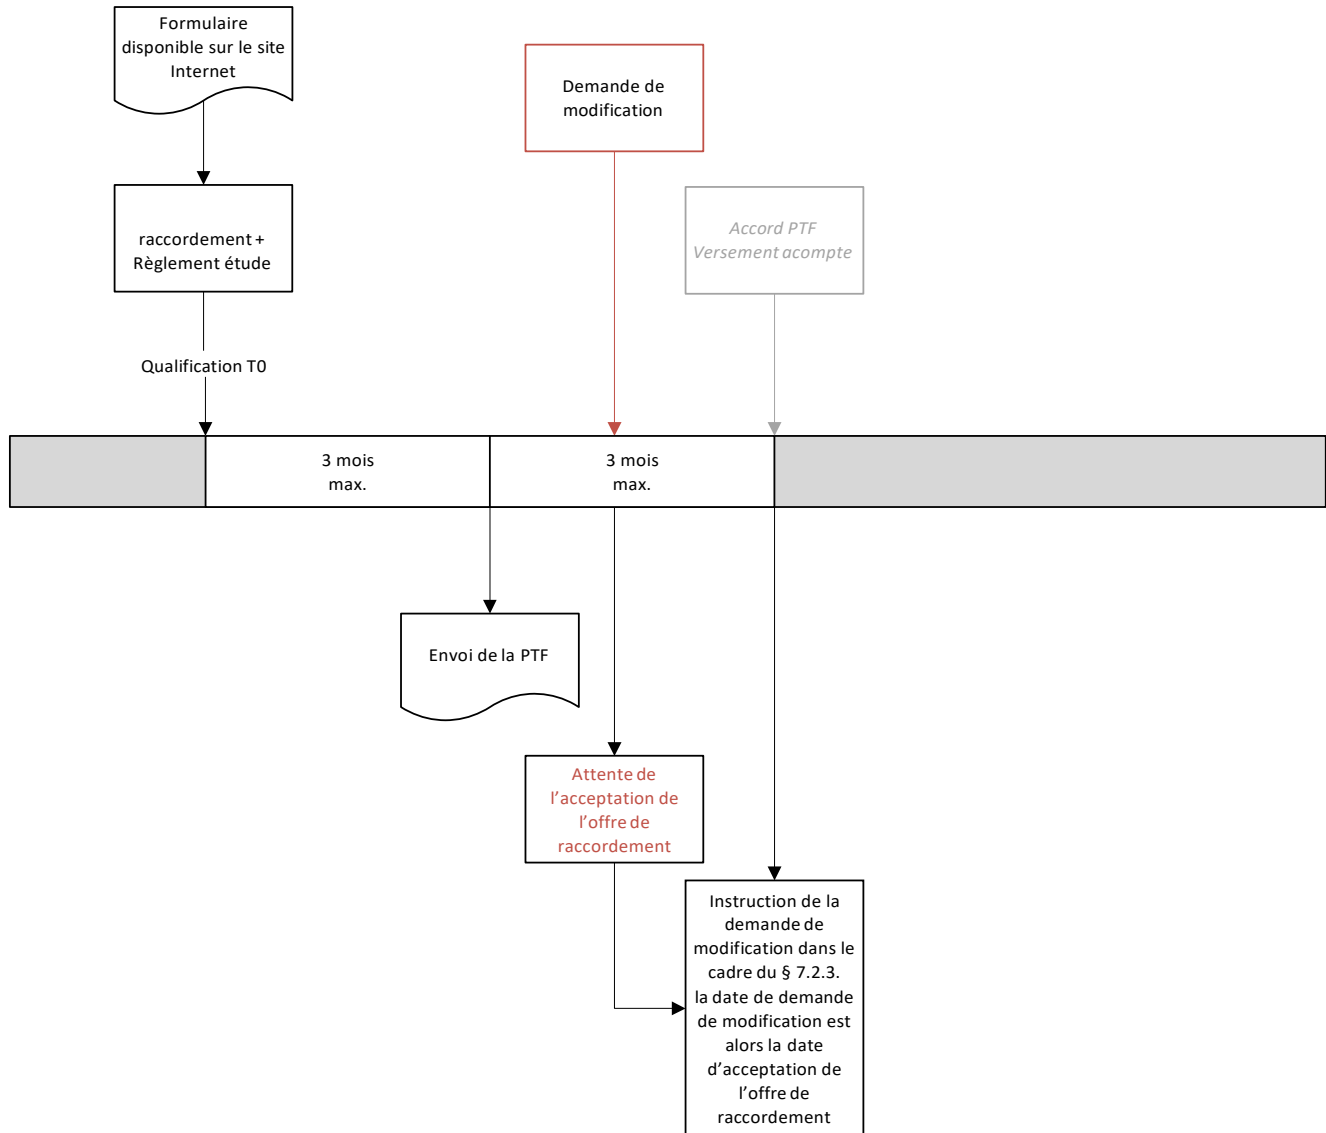 Formulaire
disponible sur le site
Internet
Demande de
modification
raccordement +
Règlement étude
Accord PTF
Versement acompte
Qualification T0
3 mois
max.
3 mois
max.
Envoi de la PTF
Attente de
l’acceptation de
l’offre de
raccordement
Instruction de la
demande de
modification dans le
cadre du § 7.2.3.
la date de demande
de modification est
alors la date
d’acceptation de
l’offre de
raccordement